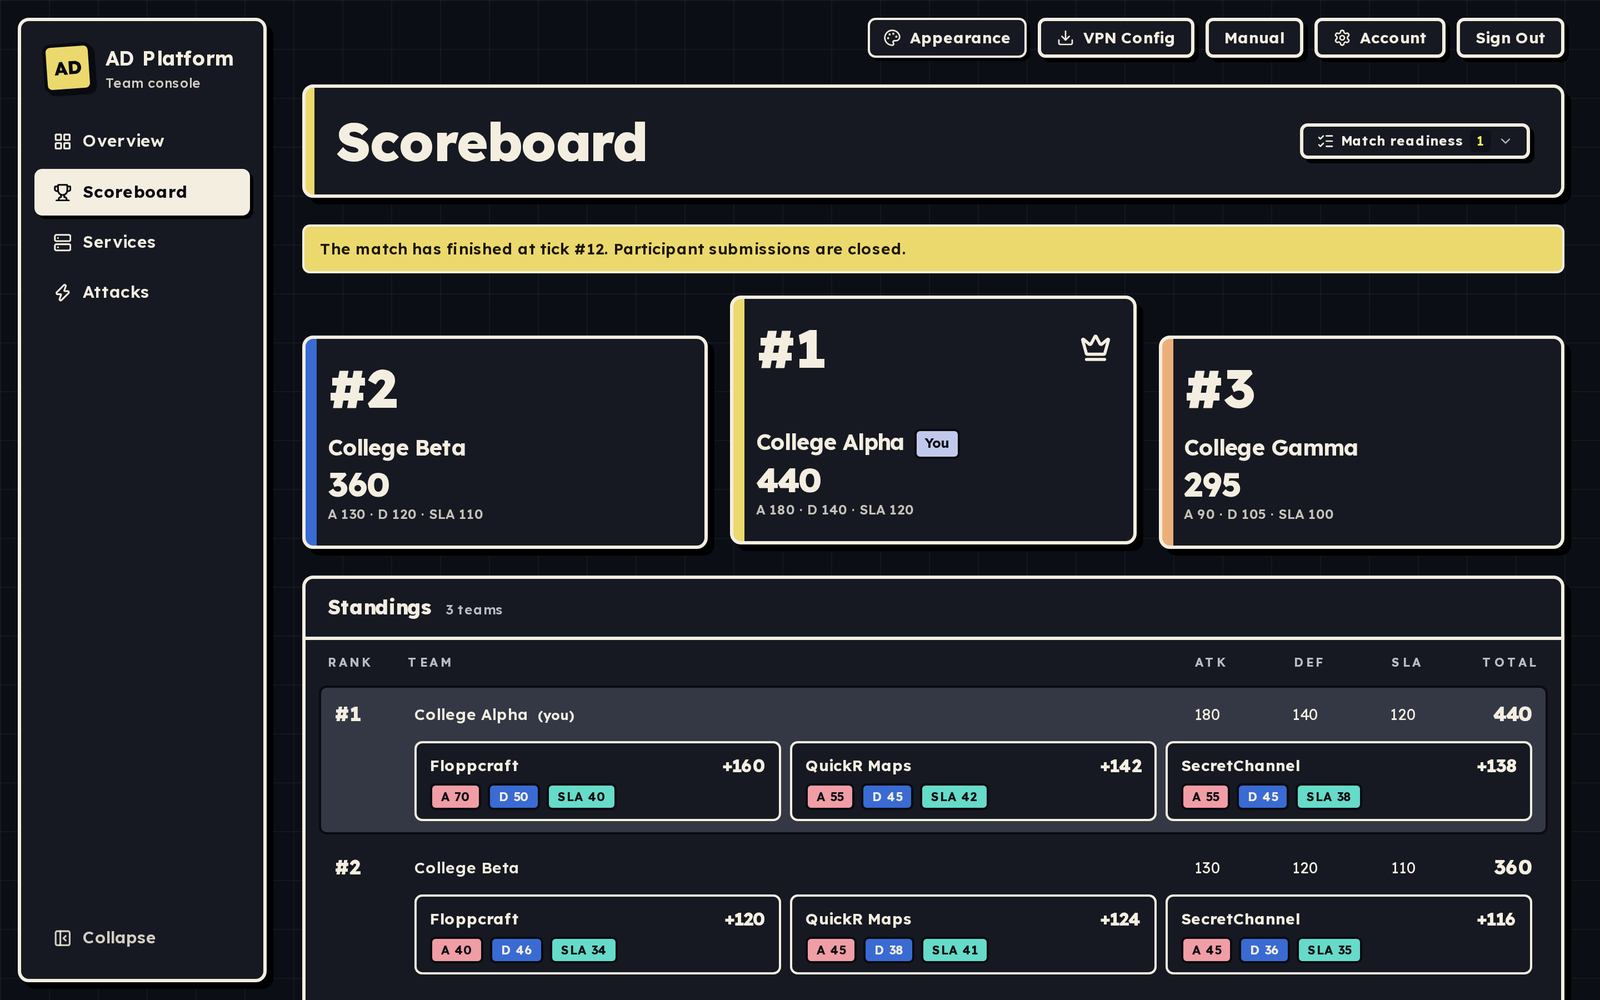 AD
AD Platform
Team console
Overview
Scoreboard
Services
Attacks
Collapse
Appearance
VPN Config
Manual
Account
Sign Out
Scoreboard
Match readiness 1
The match has finished at tick #12. Participant submissions are closed.
#2
College Beta
360
A 130 · D 120 · SLA 110
#1
College Alpha You
440
A 180 · D 140 · SLA 120
#3
College Gamma
295
A 90 · D 105 · SLA 100
Standings 3 teams
RANK TEAM ATK DEF SLA TOTAL
#1 College Alpha (you) 180 140 120 440
Floppcraft +160
A 70 D 50 SLA 40
QuickR Maps +142
A 55 D 45 SLA 42
SecretChannel +138
A 55 D 45 SLA 38
#2 College Beta 130 120 110 360
Floppcraft +120
A 40 D 46 SLA 34
QuickR Maps +124
A 45 D 38 SLA 41
SecretChannel +116
A 45 D 36 SLA 35